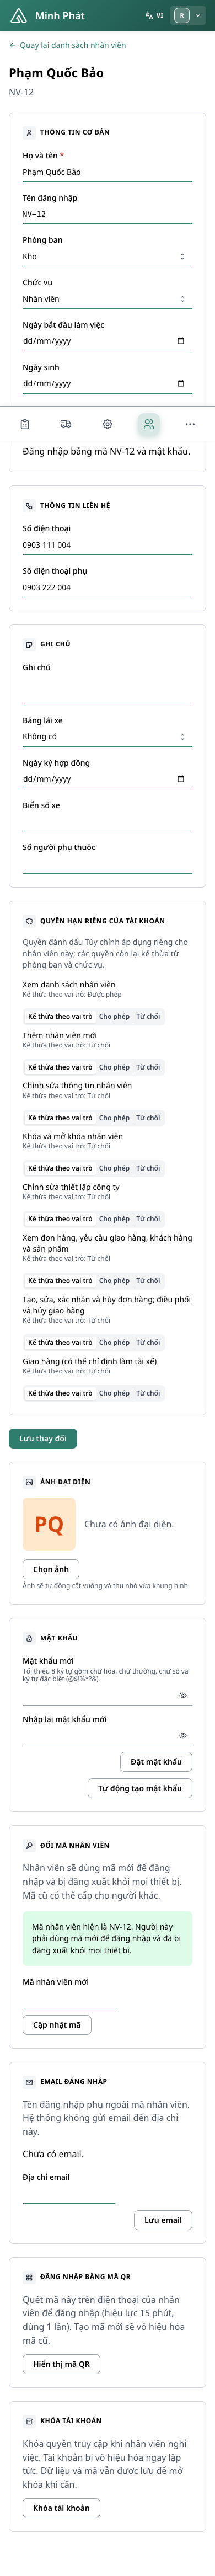 Minh Phát
VI
R
Quay lại danh sách nhân viên
Phạm Quốc Bảo
NV-12
THÔNG TIN CƠ BẢN
Họ và tên *
Phạm Quốc Bảo
Tên đăng nhập
NV-12
Phòng ban
Kho
Chức vụ
Nhân viên
Ngày bắt đầu làm việc
dd/mm/yyyy
Ngày sinh
dd/mm/yyyy
Đăng nhập bằng mã NV-12 và mật khẩu.
THÔNG TIN LIÊN HỆ
Số điện thoại
0903 111 004
Số điện thoại phụ
0903 222 004
GHI CHÚ
Ghi chú
Bằng lái xe
Không có
Ngày ký hợp đồng
dd/mm/yyyy
Biển số xe
Số người phụ thuộc
QUYỀN HẠN RIÊNG CỦA TÀI KHOẢN
Quyền đánh dấu Tùy chỉnh áp dụng riêng cho
nhân viên này; các quyền còn lại kế thừa từ
phòng ban và chức vụ.
Xem danh sách nhân viên
Kế thừa theo vai trò: Được phép
Kế thừa theo vai trò Cho phép Từ chối
Thêm nhân viên mới
Kế thừa theo vai trò: Từ chối
Kế thừa theo vai trò Cho phép Từ chối
Chỉnh sửa thông tin nhân viên
Kế thừa theo vai trò: Từ chối
Kế thừa theo vai trò Cho phép Từ chối
Khóa và mở khóa nhân viên
Kế thừa theo vai trò: Từ chối
Kế thừa theo vai trò Cho phép Từ chối
Chỉnh sửa thiết lập công ty
Kế thừa theo vai trò: Từ chối
Kế thừa theo vai trò Cho phép Từ chối
Xem đơn hàng, yêu cầu giao hàng, khách hàng
và sản phẩm
Kế thừa theo vai trò: Từ chối
Kế thừa theo vai trò Cho phép Từ chối
Tạo, sửa, xác nhận và hủy đơn hàng; điều phối
và hủy giao hàng
Kế thừa theo vai trò: Từ chối
Kế thừa theo vai trò Cho phép Từ chối
Giao hàng (có thể chỉ định làm tài xế)
Kế thừa theo vai trò: Từ chối
Kế thừa theo vai trò Cho phép Từ chối
Lưu thay đổi
ẢNH ĐẠI DIỆN
PQ
Chưa có ảnh đại diện.
Chọn ảnh
Ảnh sẽ tự động cắt vuông và thu nhỏ vừa khung hình.
MẬT KHẨU
Mật khẩu mới
Tối thiểu 8 ký tự gồm chữ hoa, chữ thường, chữ số và
ký tự đặc biệt (@$!%*?&).
Nhập lại mật khẩu mới
Đặt mật khẩu
Tự động tạo mật khẩu
ĐỔI MÃ NHÂN VIÊN
Nhân viên sẽ dùng mã mới để đăng
nhập và bị đăng xuất khỏi mọi thiết bị.
Mã cũ có thể cấp cho người khác.
Mã nhân viên hiện là NV-12. Người này
phải dùng mã mới để đăng nhập và đã bị
đăng xuất khỏi mọi thiết bị.
Mã nhân viên mới
Cập nhật mã
EMAIL ĐĂNG NHẬP
Tên đăng nhập phụ ngoài mã nhân viên.
Hệ thống không gửi email đến địa chỉ
này.
Chưa có email.
Địa chỉ email
Lưu email
ĐĂNG NHẬP BẰNG MÃ QR
Quét mã này trên điện thoại của nhân
viên để đăng nhập (hiệu lực 15 phút,
dùng 1 lần). Tạo mã mới sẽ vô hiệu hóa
mã cũ.
Hiển thị mã QR
KHÓA TÀI KHOẢN
Khóa quyền truy cập khi nhân viên nghỉ
việc. Tài khoản bị vô hiệu hóa ngay lập
tức. Dữ liệu và mã vẫn được lưu để mở
khóa khi cần.
Khóa tài khoản